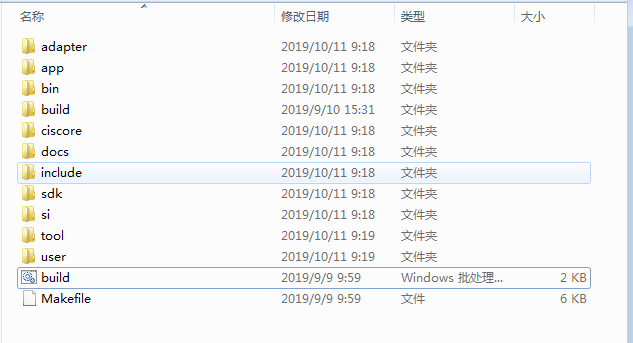 名称 修改日期 类型 大小
adapter 2019/10/11 9:18 文件夹
app 2019/10/11 9:18 文件夹
bin 2019/10/11 9:18 文件夹
build 2019/9/10 15:31 文件夹
ciscore 2019/10/11 9:18 文件夹
docs 2019/10/11 9:18 文件夹
include 2019/10/11 9:18 文件夹
sdk 2019/10/11 9:18 文件夹
si 2019/10/11 9:18 文件夹
tool 2019/10/11 9:19 文件夹
user 2019/10/11 9:19 文件夹
build 2019/9/9 9:59 Windows 批处理... 2 KB
Makefile 2019/9/9 9:59 文件 6 KB